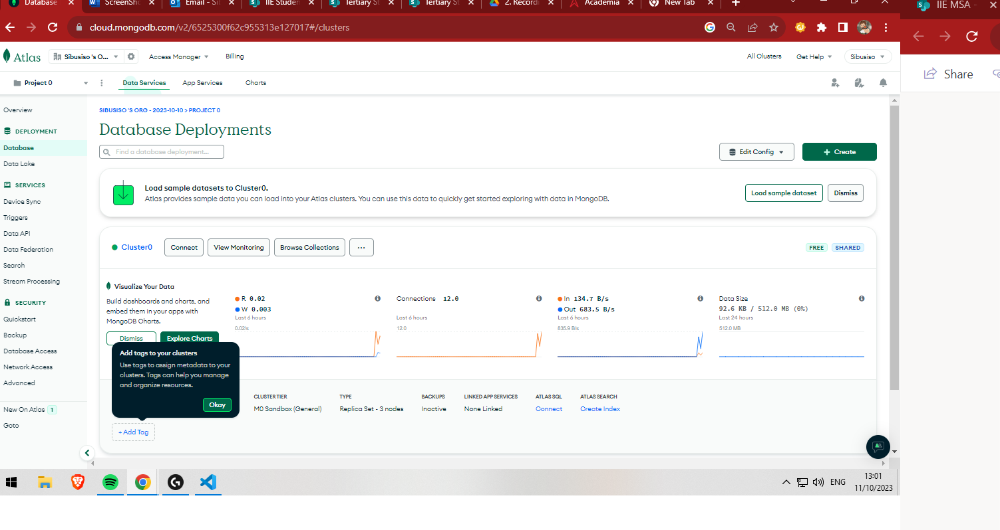 Database
ScreenSho
Email - Si
IIE Studen
Tertiary St
Tertiary St
2. Recordi
Academia
New Tab
IIE MSA -
cloud.mongodb.com/v2/6525300f62c955313e127017#/clusters
Share
Atlas
Sibusiso 's O...
Access Manager
Billing
All Clusters
Get Help
Sibusiso
Project 0
Data Services
App Services
Charts
Overview
DEPLOYMENT
Database
Data Lake
SERVICES
Device Sync
Triggers
Data API
Data Federation
Search
Stream Processing
SECURITY
Quickstart
Backup
Database Access
Network Access
Advanced
New On Atlas 1
Goto
SIBUSISO 'S ORG - 2023-10-10 > PROJECT 0
Database Deployments
Find a database deployment...
Edit Config
+ Create
Load sample datasets to Cluster0.
Atlas provides sample data you can load into your Atlas clusters. You can use this data to quickly get started exploring with data in MongoDB.
Load sample dataset
Dismiss
Cluster0
Connect
View Monitoring
Browse Collections
...
FREE
SHARED
Visualize Your Data
Build dashboards and charts, and
embed them in your apps with
MongoDB Charts.
Dismiss
Explore Charts
R 0.02
W 0.003
Last 6 hours
0.02/s
Connections 12.0
Last 6 hours
12.0
In 134.7 B/s
Out 683.5 B/s
Last 6 hours
835.9 B/s
Data Size
92.6 KB / 512.0 MB (0%)
Last 24 hours
512.0 MB
Add tags to your clusters
Use tags to assign metadata to your
clusters. Tags can help you manage
and organize resources.
Okay
CLUSTER TIER
M0 Sandbox (General)
TYPE
Replica Set - 3 nodes
BACKUPS
Inactive
LINKED APP SERVICES
None Linked
ATLAS SQL
Connect
ATLAS SEARCH
Create Index
+ Add Tag
ENG
13:01
11/10/2023